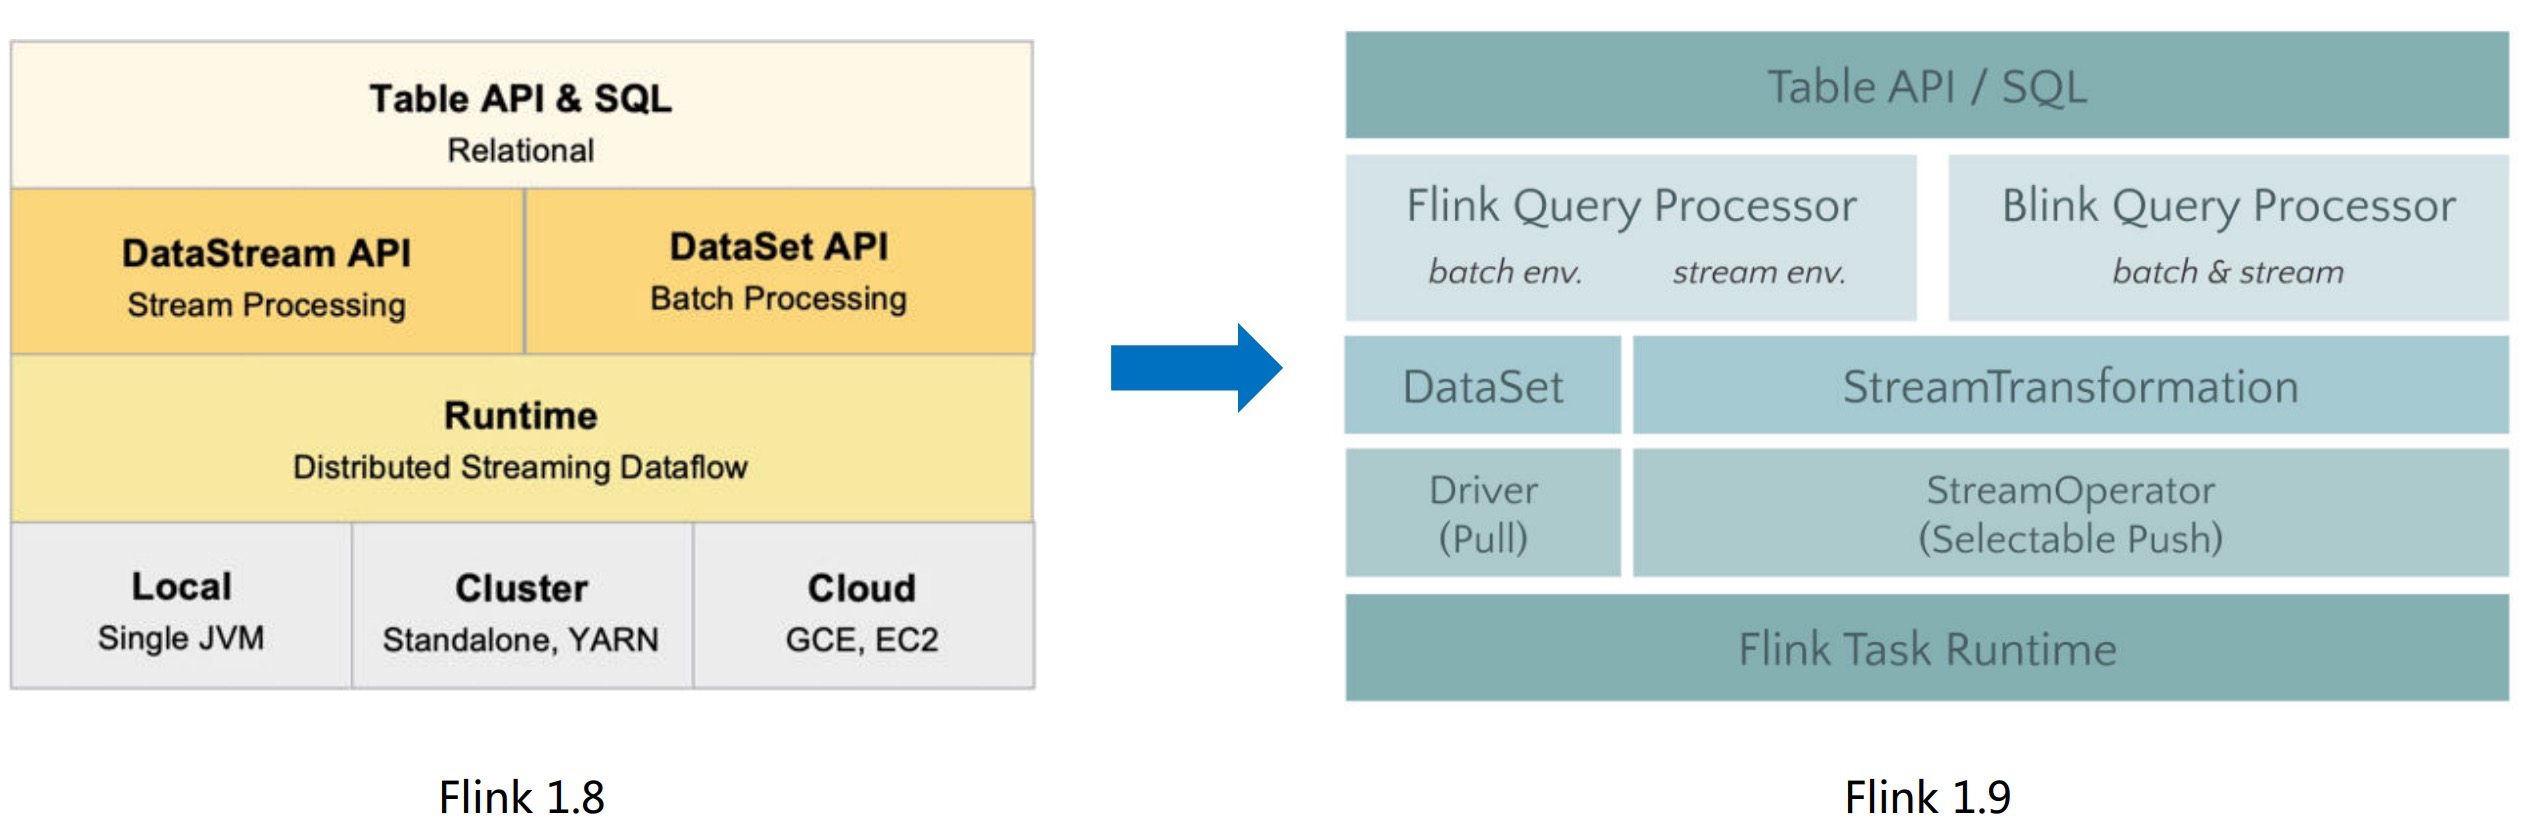 Table API & SQL
Relational
DataStream API
Stream Processing
DataSet API
Batch Processing
Runtime
Distributed Streaming Dataflow
Local
Single JVM
Cluster
Standalone, YARN
Cloud
GCE, EC2
Flink 1.8
Table API / SQL
Flink Query Processor
batch env.
stream env.
Blink Query Processor
batch & stream
DataSet
StreamTransformation
Driver
(Pull)
StreamOperator
(Selectable Push)
Flink Task Runtime
Flink 1.9